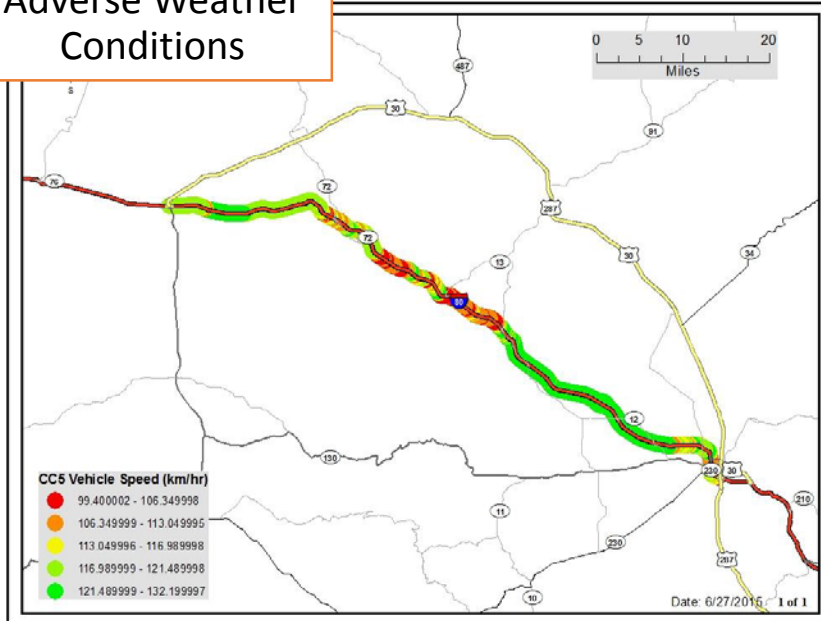 Adverse Weather
Conditions
0 5 10 20
Miles
487
30
91
76
72
287
72
30
34
13
80
12
130
230
30
210
11
230
287
10
CC5 Vehicle Speed (km/hr)
99.400002 - 106.349998
106.349999 - 113.049995
113.049996 - 116.989998
116.989999 - 121.489998
121.489999 - 132.199997
Date: 6/27/2015 1 of 1